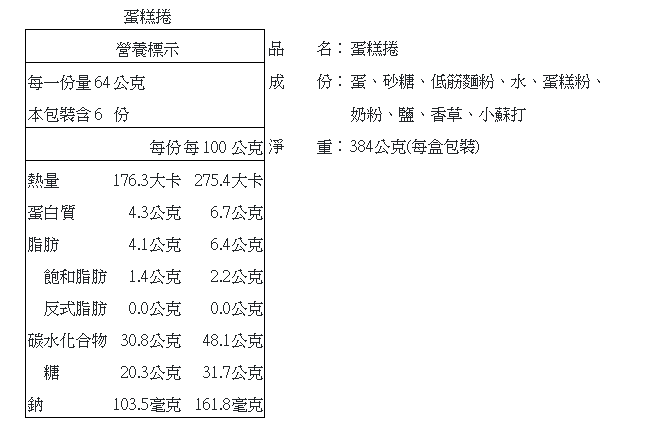 蛋糕捲
營養標示
每一份量64公克
本包裝含6 份
每份 每100 公克
熱量 176.3大卡 275.4大卡
蛋白質 4.3公克 6.7公克
脂肪 4.1公克 6.4公克
飽和脂肪 1.4公克 2.2公克
反式脂肪 0.0公克 0.0公克
碳水化合物 30.8公克 48.1公克
糖 20.3公克 31.7公克
鈉 103.5毫克 161.8毫克
品 名：蛋糕捲
成 份：蛋、砂糖、低筋麵粉、水、蛋糕粉、
奶粉、鹽、香草、小蘇打
淨 重：384公克(每盒包裝)